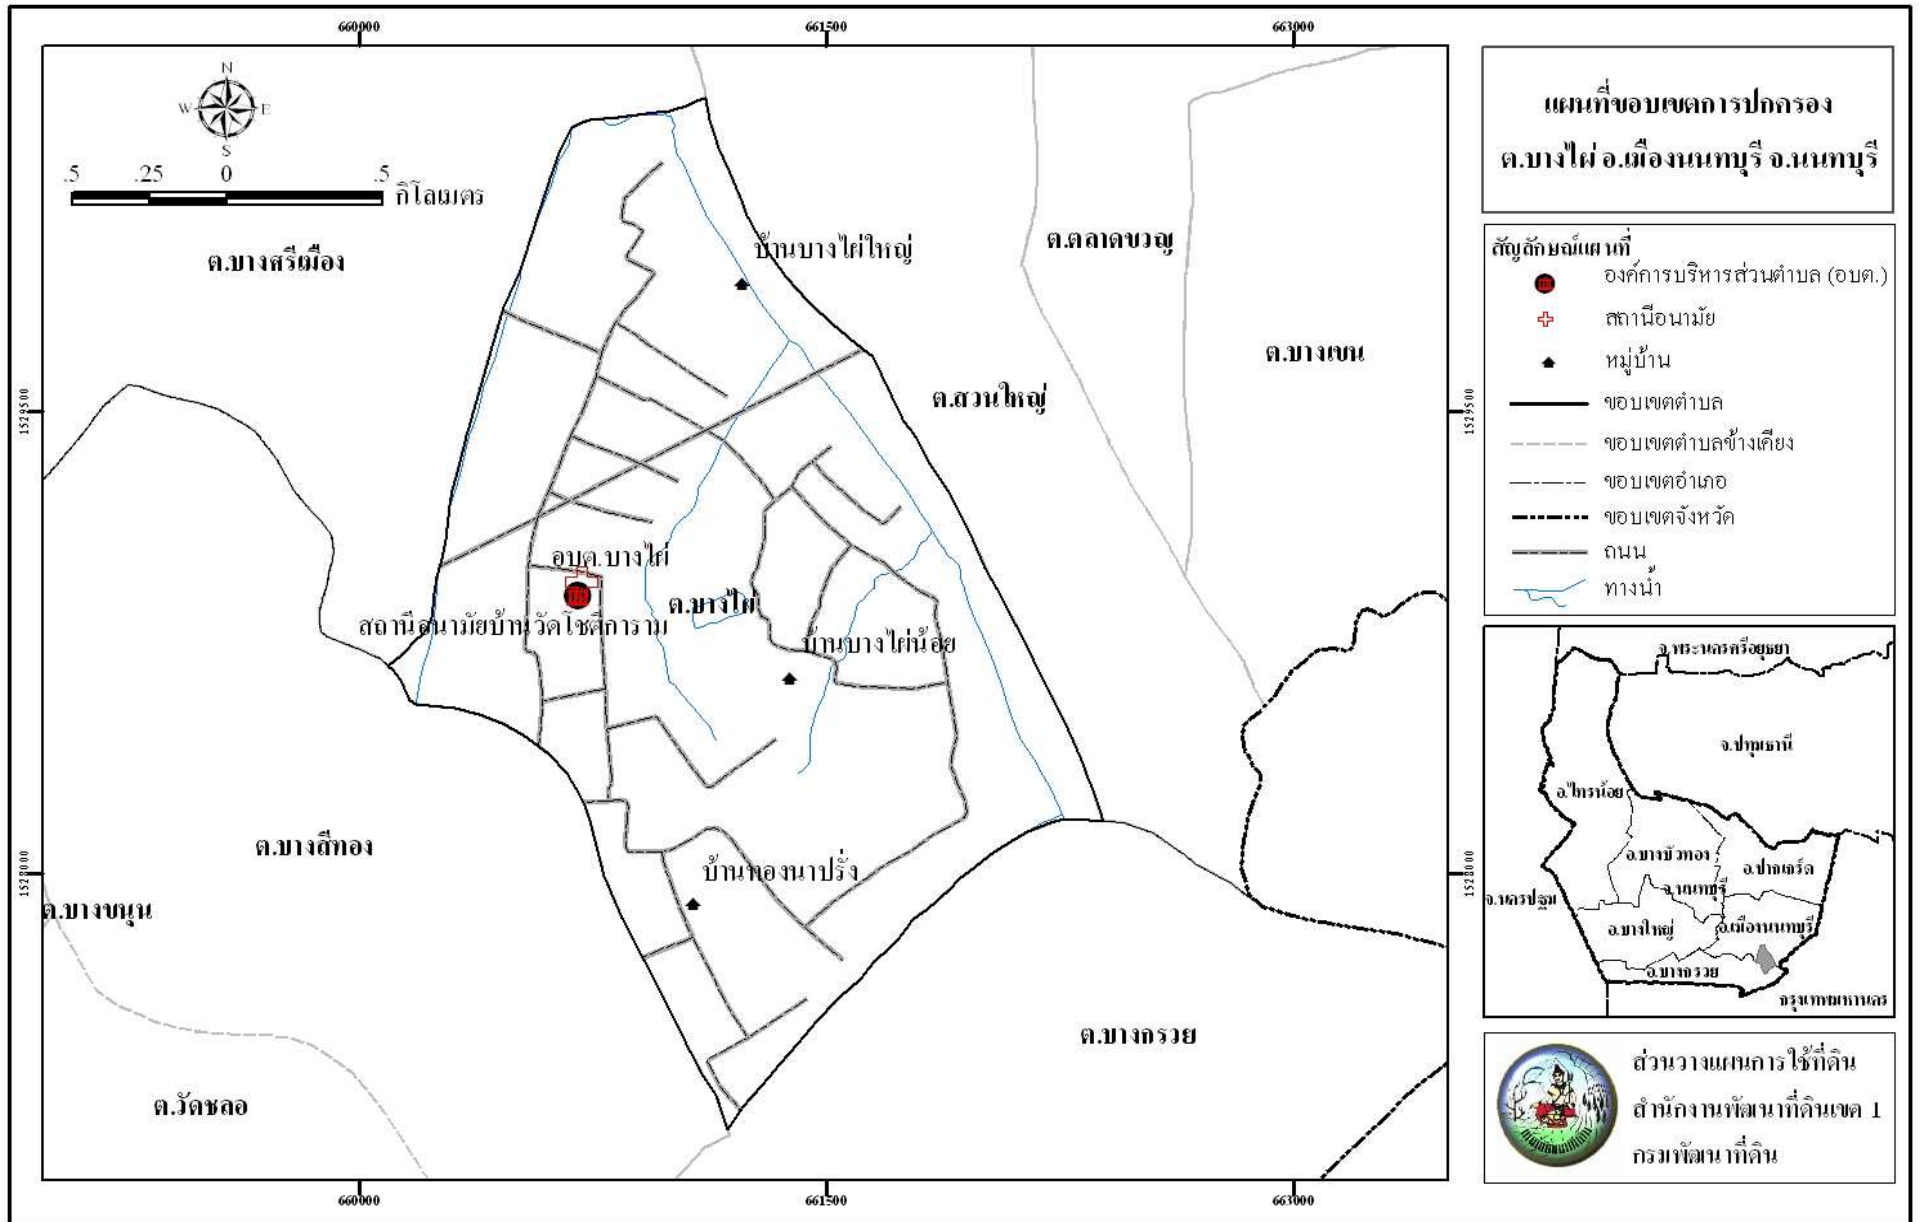 660000
661500
663000
N
W
E
S
.5 .25 0 .5
กิโลเมตร
แผนที่ขอบเขตการปกครอง
ต.บางไผ่ อ.เมืองนนทบุรี จ.นนทบุรี
ต.บางศรีเมือง
บ้านบางไผ่ใหญ่
ต.ตลาดขวัญ
ต.บางเขน
ต.สวนใหญ่
1529500
1529500
สัญลักษณ์แผนที่
องค์การบริหารส่วนตำบล (อบต.)
สถานีอนามัย
หมู่บ้าน
ขอบเขตตำบล
ขอบเขตตำบลข้างเคียง
ขอบเขตอำเภอ
ขอบเขตจังหวัด
ถนน
ทางน้ำ
อบต.บางไผ่
ต.บางไผ่
สถานีอนามัยบ้านวัดโชติการาม
บ้านบางไผ่น้อย
ต.บางสีทอง
บ้านทองนาปรั่ง
1528000
1528000
ต.บางขนุน
ต.บางกรวย
ต.วัดชลอ
จ.พระนครศรีอยุธยา
จ.ปทุมธานี
อ.ไทรน้อย
อ.บางบัวทอง
อ.ปากเกร็ด
จ.นนทบุรี
จ.นครปฐม
อ.บางใหญ่
อ.เมืองนนทบุรี
อ.บางกรวย
กรุงเทพมหานคร
ส่วนวางแผนการใช้ที่ดิน
สำนักงานพัฒนาที่ดินเขต 1
กรมพัฒนาที่ดิน
กรมพัฒนาที่ดิน
660000
661500
663000